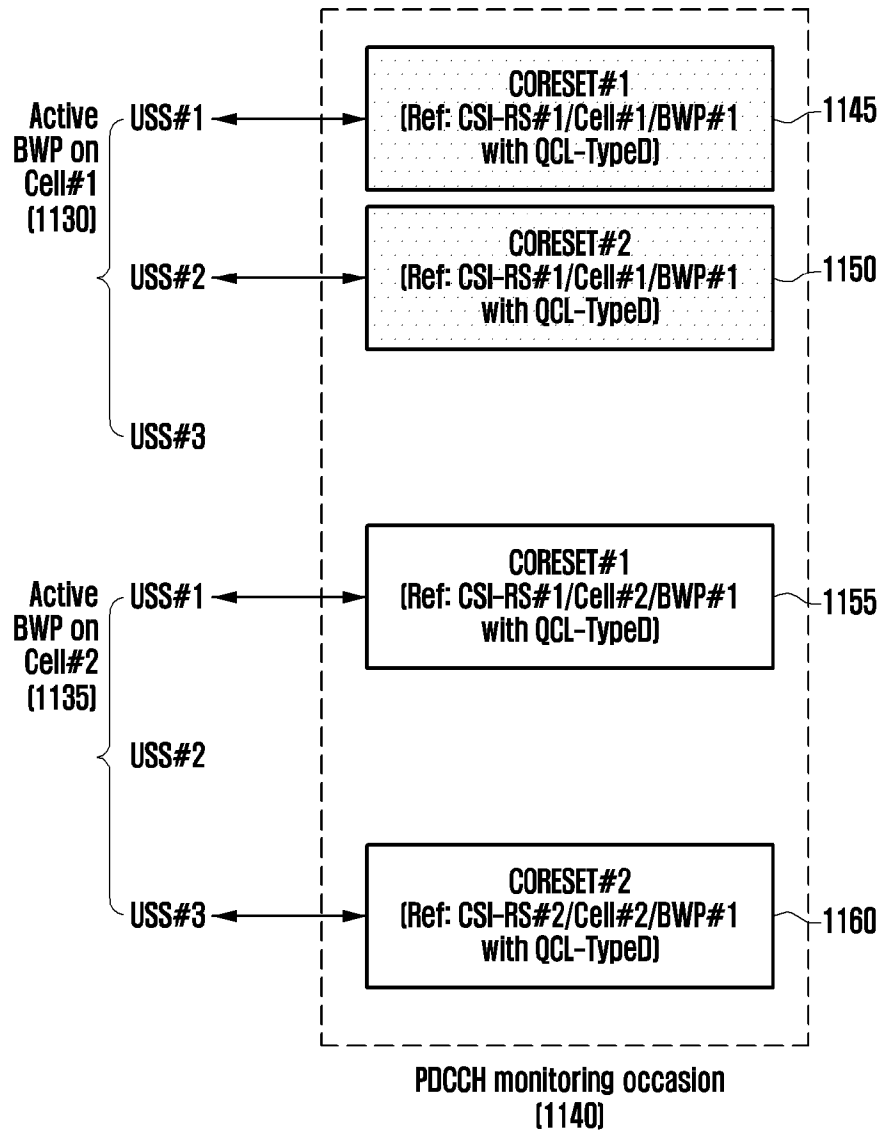 CORESET#1
(Ref: CSI-RS#1/Cell#1/BWP#1
with QCL-TypeD)
1145
Active
BWP on
Cell#1
(1130)
USS#1
CORESET#2
(Ref: CSI-RS#1/Cell#1/BWP#1
with QCL-TypeD)
1150
USS#2
USS#3
CORESET#1
(Ref: CSI-RS#1/Cell#2/BWP#1
with QCL-TypeD)
1155
Active
BWP on
Cell#2
(1135)
USS#1
USS#2
CORESET#2
(Ref: CSI-RS#2/Cell#2/BWP#1
with QCL-TypeD)
1160
USS#3
PDCCH monitoring occasion
(1140)